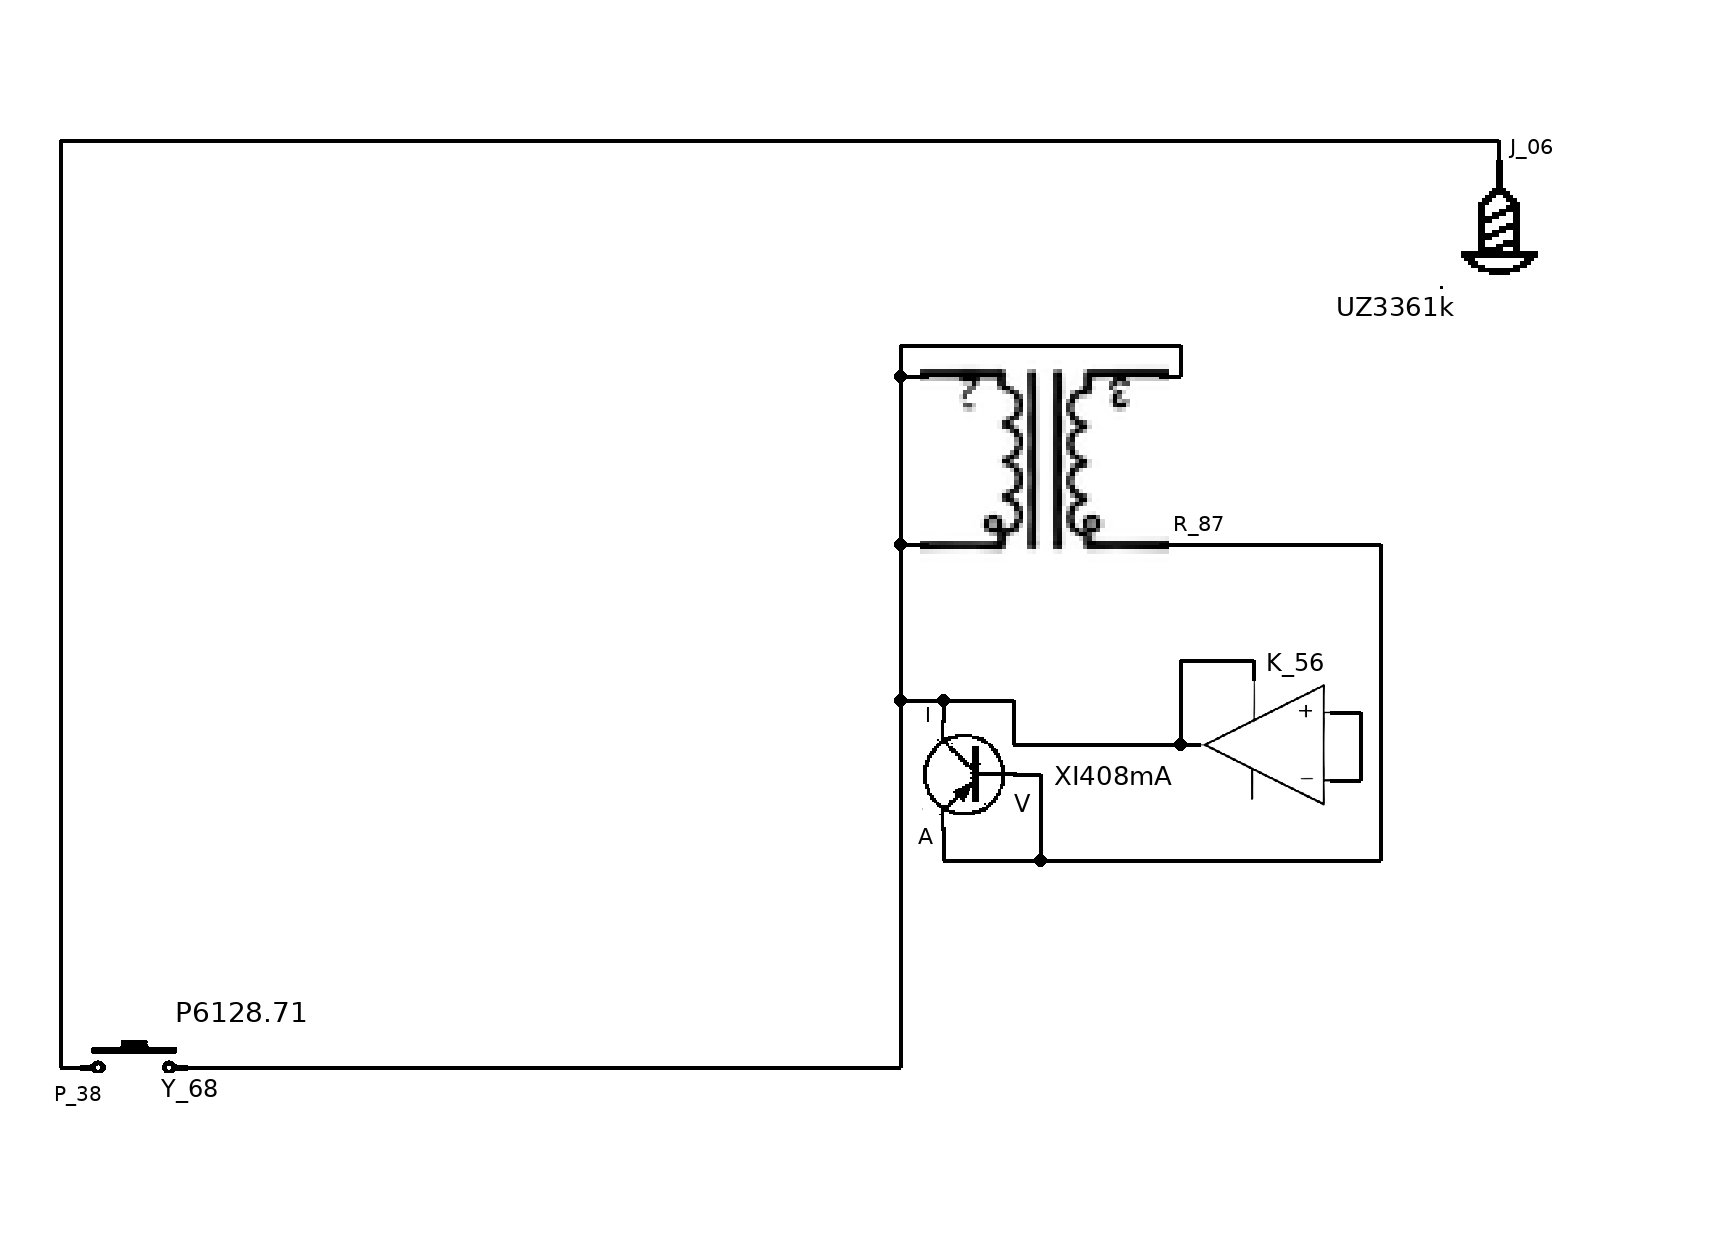 J_06
UZ3361k
R_87
K_56
+
I
XI408mA
−
V
A
P6128.71
P_38
Y_68